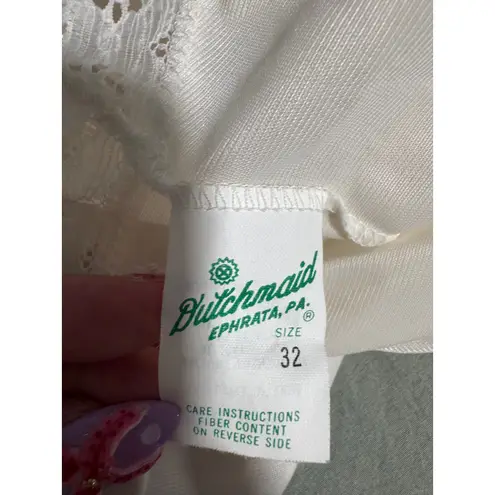 Dutchmaid
EPHRATA, PA.®
SIZE
32
CARE INSTRUCTIONS
FIBER CONTENT
ON REVERSE SIDE